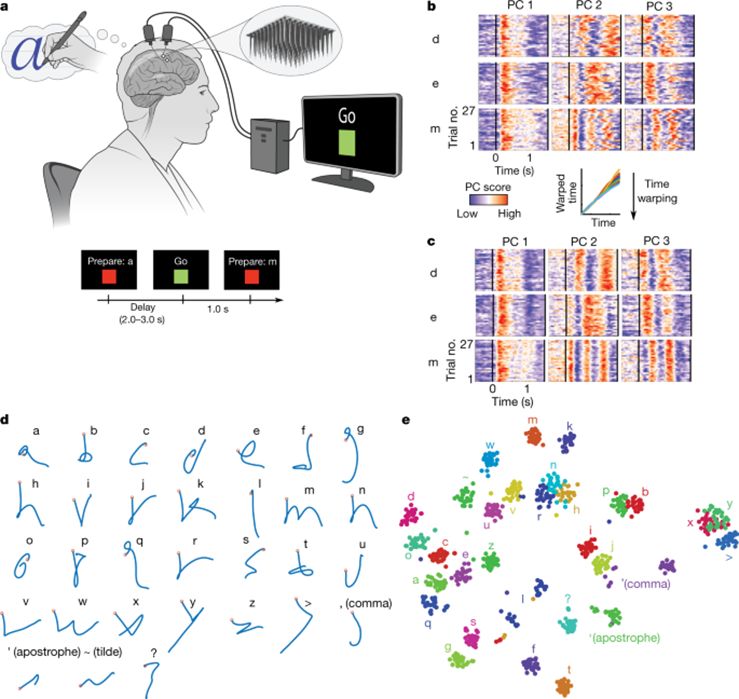 a
a
Go
Prepare: a
Go
Prepare: m
Delay
(2.0–3.0 s)
1.0 s
b
PC 1
PC 2
PC 3
d
e
m
Trial no.
27
1
0
1
Time (s)
PC score
Low
High
Warped
time
Time
Time
warping
c
PC 1
PC 2
PC 3
d
e
m
Trial no.
27
1
0
1
Time (s)
d
a b c d e f g
h i j k l m n
o p q r s t u
v w x y z > , (comma)
' (apostrophe) ~ (tilde) ?
e
m
k
w
n
~
v
r
h
u
p
b
d
x
y
>
o
c
e
z
i
j
a
'(comma)
q
l
?
'(apostrophe)
s
g
f
t